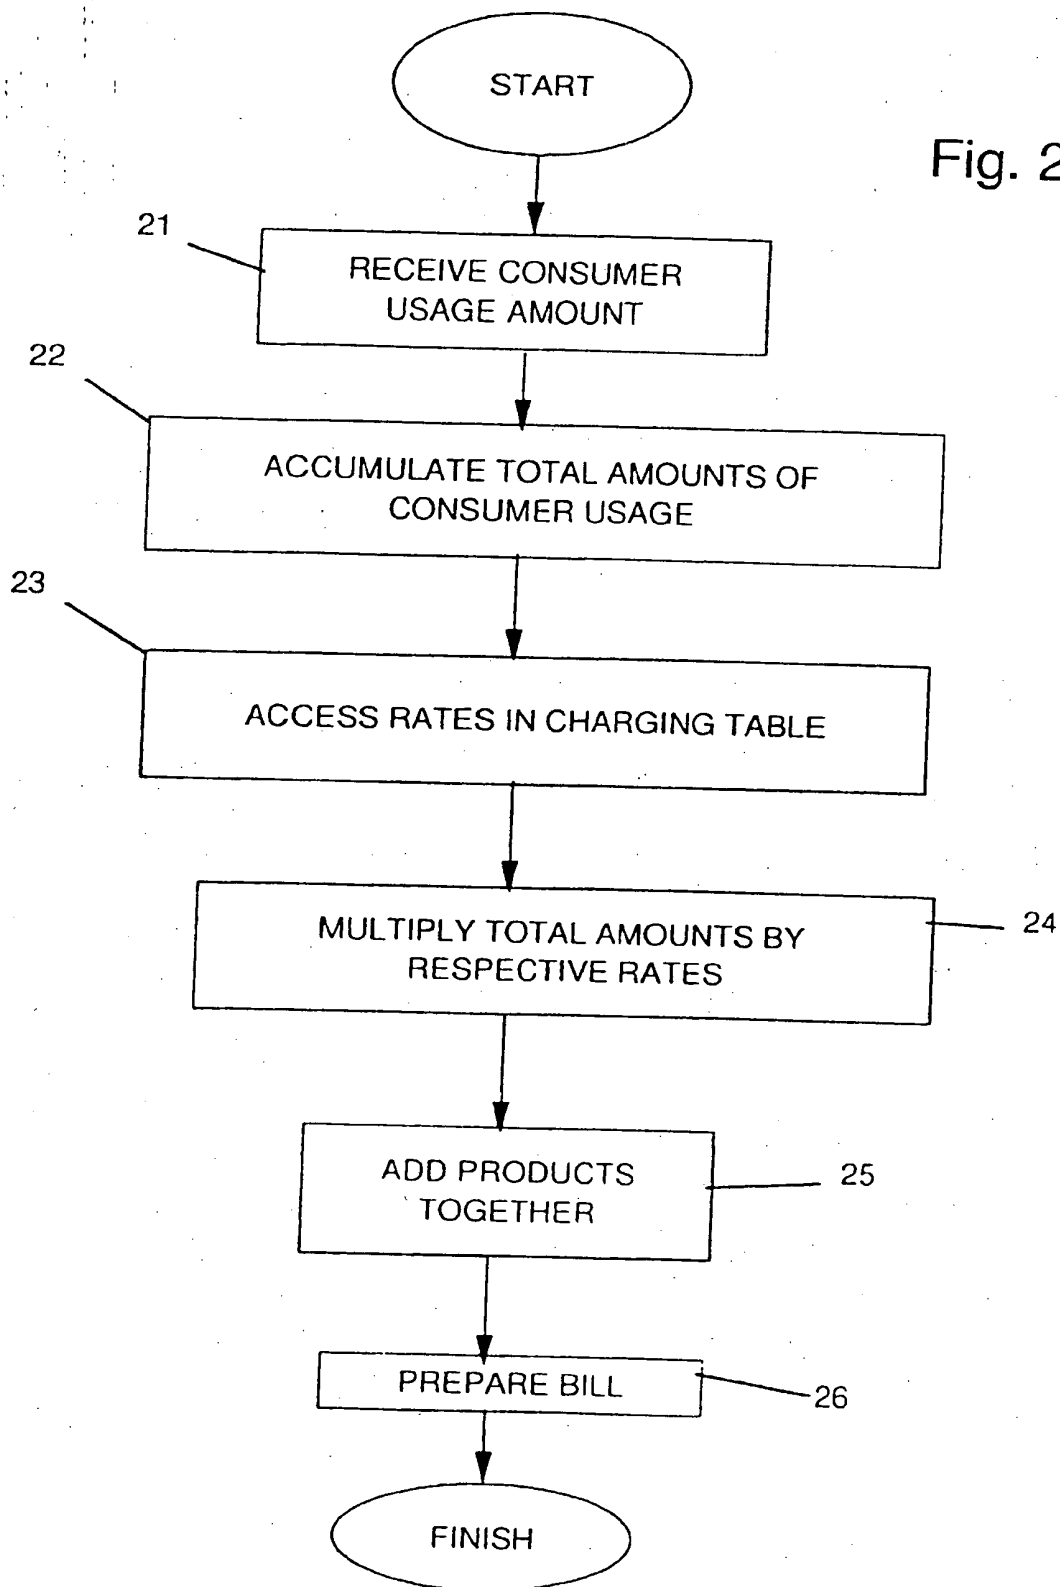 START
Fig. 2
21
RECEIVE CONSUMER
USAGE AMOUNT
22
ACCUMULATE TOTAL AMOUNTS OF
CONSUMER USAGE
23
ACCESS RATES IN CHARGING TABLE
MULTIPLY TOTAL AMOUNTS BY
RESPECTIVE RATES
24
ADD PRODUCTS
TOGETHER
25
PREPARE BILL
26
FINISH